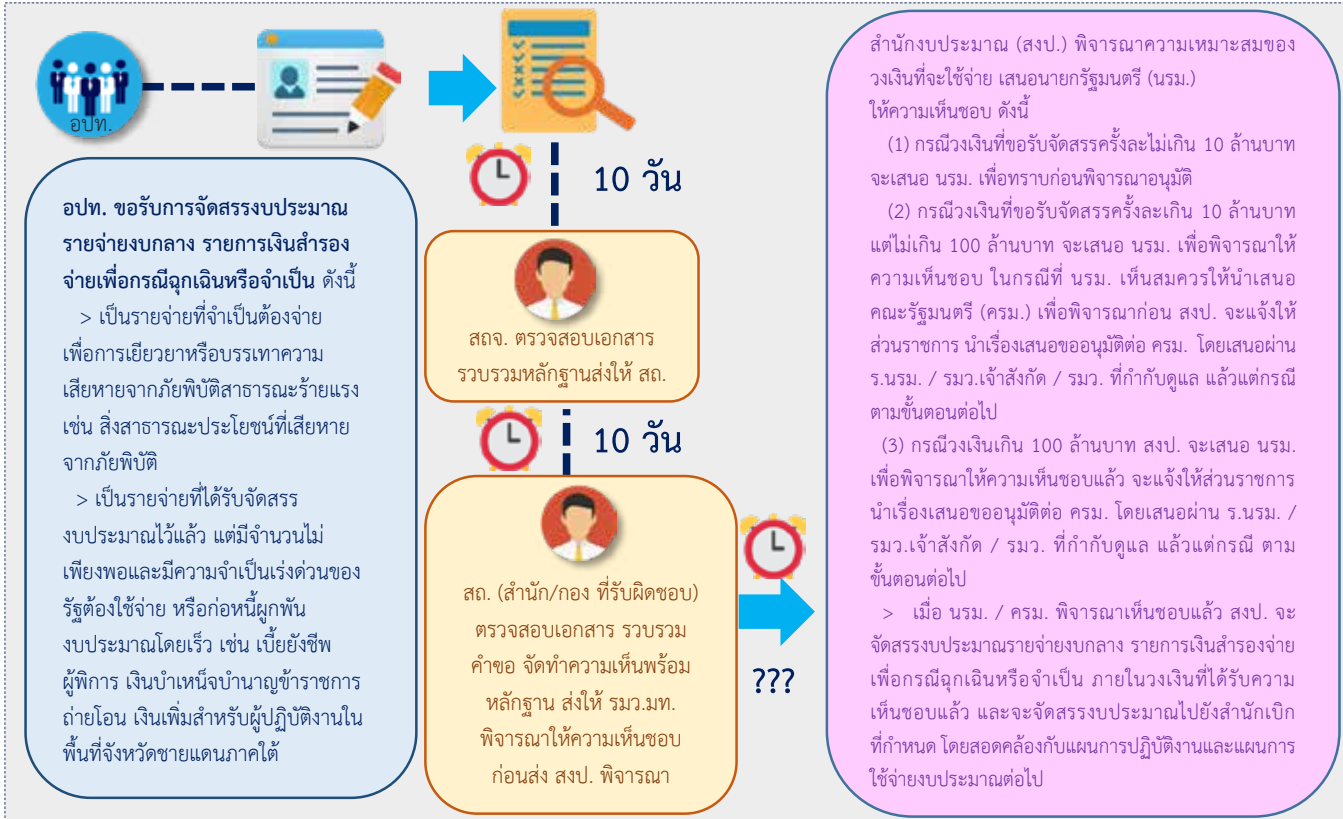 อปท.
อปท. ขอรับการจัดสรรงบประมาณ
รายจ่ายงบกลาง รายการเงินสำรอง
จ่ายเพื่อกรณีฉุกเฉินหรือจำเป็น ดังนี้
> เป็นรายจ่ายที่จำเป็นต้องจ่าย
เพื่อการเยียวยาหรือบรรเทาความ
เสียหายจากภัยพิบัติสาธารณะร้ายแรง
เช่น สิ่งสาธารณะประโยชน์ที่เสียหาย
จากภัยพิบัติ
> เป็นรายจ่ายที่ได้รับจัดสรร
งบประมาณไว้แล้ว แต่มีจำนวนไม่
เพียงพอและมีความจำเป็นเร่งด่วนของ
รัฐต้องใช้จ่าย หรือก่อหนี้ผูกพัน
งบประมาณโดยเร็ว เช่น เบี้ยยังชีพ
ผู้พิการ เงินบำเหน็จบำนาญข้าราชการ
ถ่ายโอน เงินเพิ่มสำหรับผู้ปฏิบัติงานใน
พื้นที่จังหวัดชายแดนภาคใต้
10 วัน
สถจ. ตรวจสอบเอกสาร
รวบรวมหลักฐานส่งให้ สถ.
10 วัน
สถ. (สำนัก/กอง ที่รับผิดชอบ)
ตรวจสอบเอกสาร รวบรวม
คำขอ จัดทำความเห็นพร้อม
หลักฐาน ส่งให้ รมว.มท.
พิจารณาให้ความเห็นชอบ
ก่อนส่ง สงป. พิจารณา
???
สำนักงบประมาณ (สงป.) พิจารณาความเหมาะสมของ
วงเงินที่จะใช้จ่าย เสนอนายกรัฐมนตรี (นรม.)
ให้ความเห็นชอบ ดังนี้
(1) กรณีวงเงินที่ขอรับจัดสรรครั้งละไม่เกิน 10 ล้านบาท
จะเสนอ นรม. เพื่อทราบก่อนพิจารณาอนุมัติ
(2) กรณีวงเงินที่ขอรับจัดสรรครั้งละเกิน 10 ล้านบาท
แต่ไม่เกิน 100 ล้านบาท จะเสนอ นรม. เพื่อพิจารณาให้
ความเห็นชอบ ในกรณีที่ นรม. เห็นสมควรให้นำเสนอ
คณะรัฐมนตรี (ครม.) เพื่อพิจารณาก่อน สงป. จะแจ้งให้
ส่วนราชการ นำเรื่องเสนอขออนุมัติต่อ ครม. โดยเสนอผ่าน
ร.นรม. / รมว.เจ้าสังกัด / รมว. ที่กำกับดูแล แล้วแต่กรณี
ตามขั้นตอนต่อไป
(3) กรณีวงเงินเกิน 100 ล้านบาท สงป. จะเสนอ นรม.
เพื่อพิจารณาให้ความเห็นชอบแล้ว จะแจ้งให้ส่วนราชการ
นำเรื่องเสนอขออนุมัติต่อ ครม. โดยเสนอผ่าน ร.นรม. /
รมว.เจ้าสังกัด / รมว. ที่กำกับดูแล แล้วแต่กรณี ตาม
ขั้นตอนต่อไป
> เมื่อ นรม. / ครม. พิจารณาเห็นชอบแล้ว สงป. จะ
จัดสรรงบประมาณรายจ่ายงบกลาง รายการเงินสำรองจ่าย
เพื่อกรณีฉุกเฉินหรือจำเป็น ภายในวงเงินที่ได้รับความ
เห็นชอบแล้ว และจะจัดสรรงบประมาณไปยังสำนักเบิก
ที่กำหนด โดยสอดคล้องกับแผนการปฏิบัติงานและแผนการ
ใช้จ่ายงบประมาณต่อไป